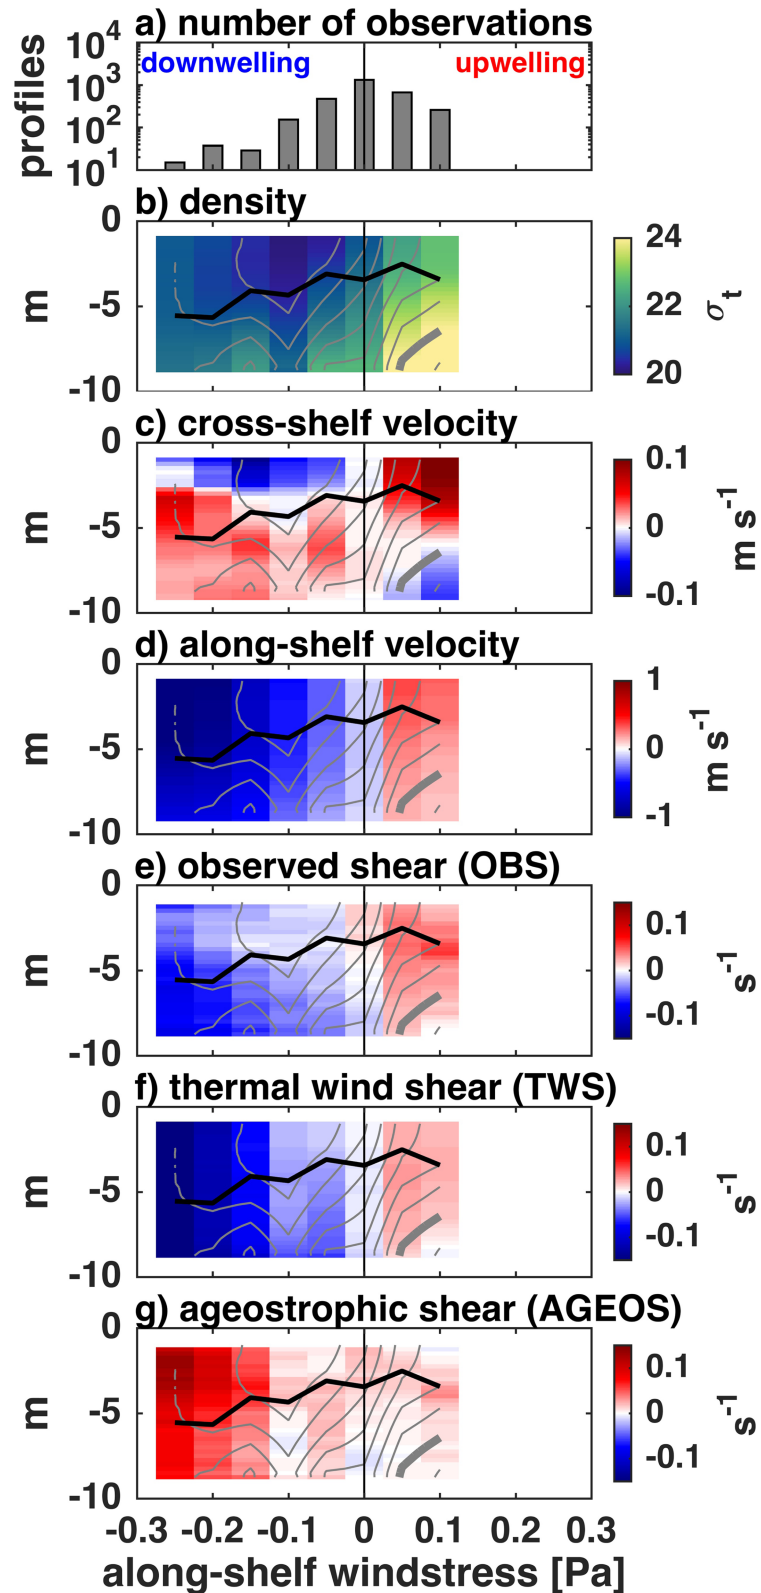 a) number of observations
profiles
10^4
10^3
10^2
10^1
downwelling
upwelling
b) density
m
0
-5
-10
24
22
20
σ_t
c) cross-shelf velocity
m
0
-5
-10
0.1
0
-0.1
m s^-1
d) along-shelf velocity
m
0
-5
-10
1
0
-1
m s^-1
e) observed shear (OBS)
m
0
-5
-10
0.1
0
-0.1
s^-1
f) thermal wind shear (TWS)
m
0
-5
-10
0.1
0
-0.1
s^-1
g) ageostrophic shear (AGEOS)
m
0
-5
-10
0.1
0
-0.1
s^-1
-0.3 -0.2 -0.1 0 0.1 0.2 0.3
along-shelf windstress [Pa]